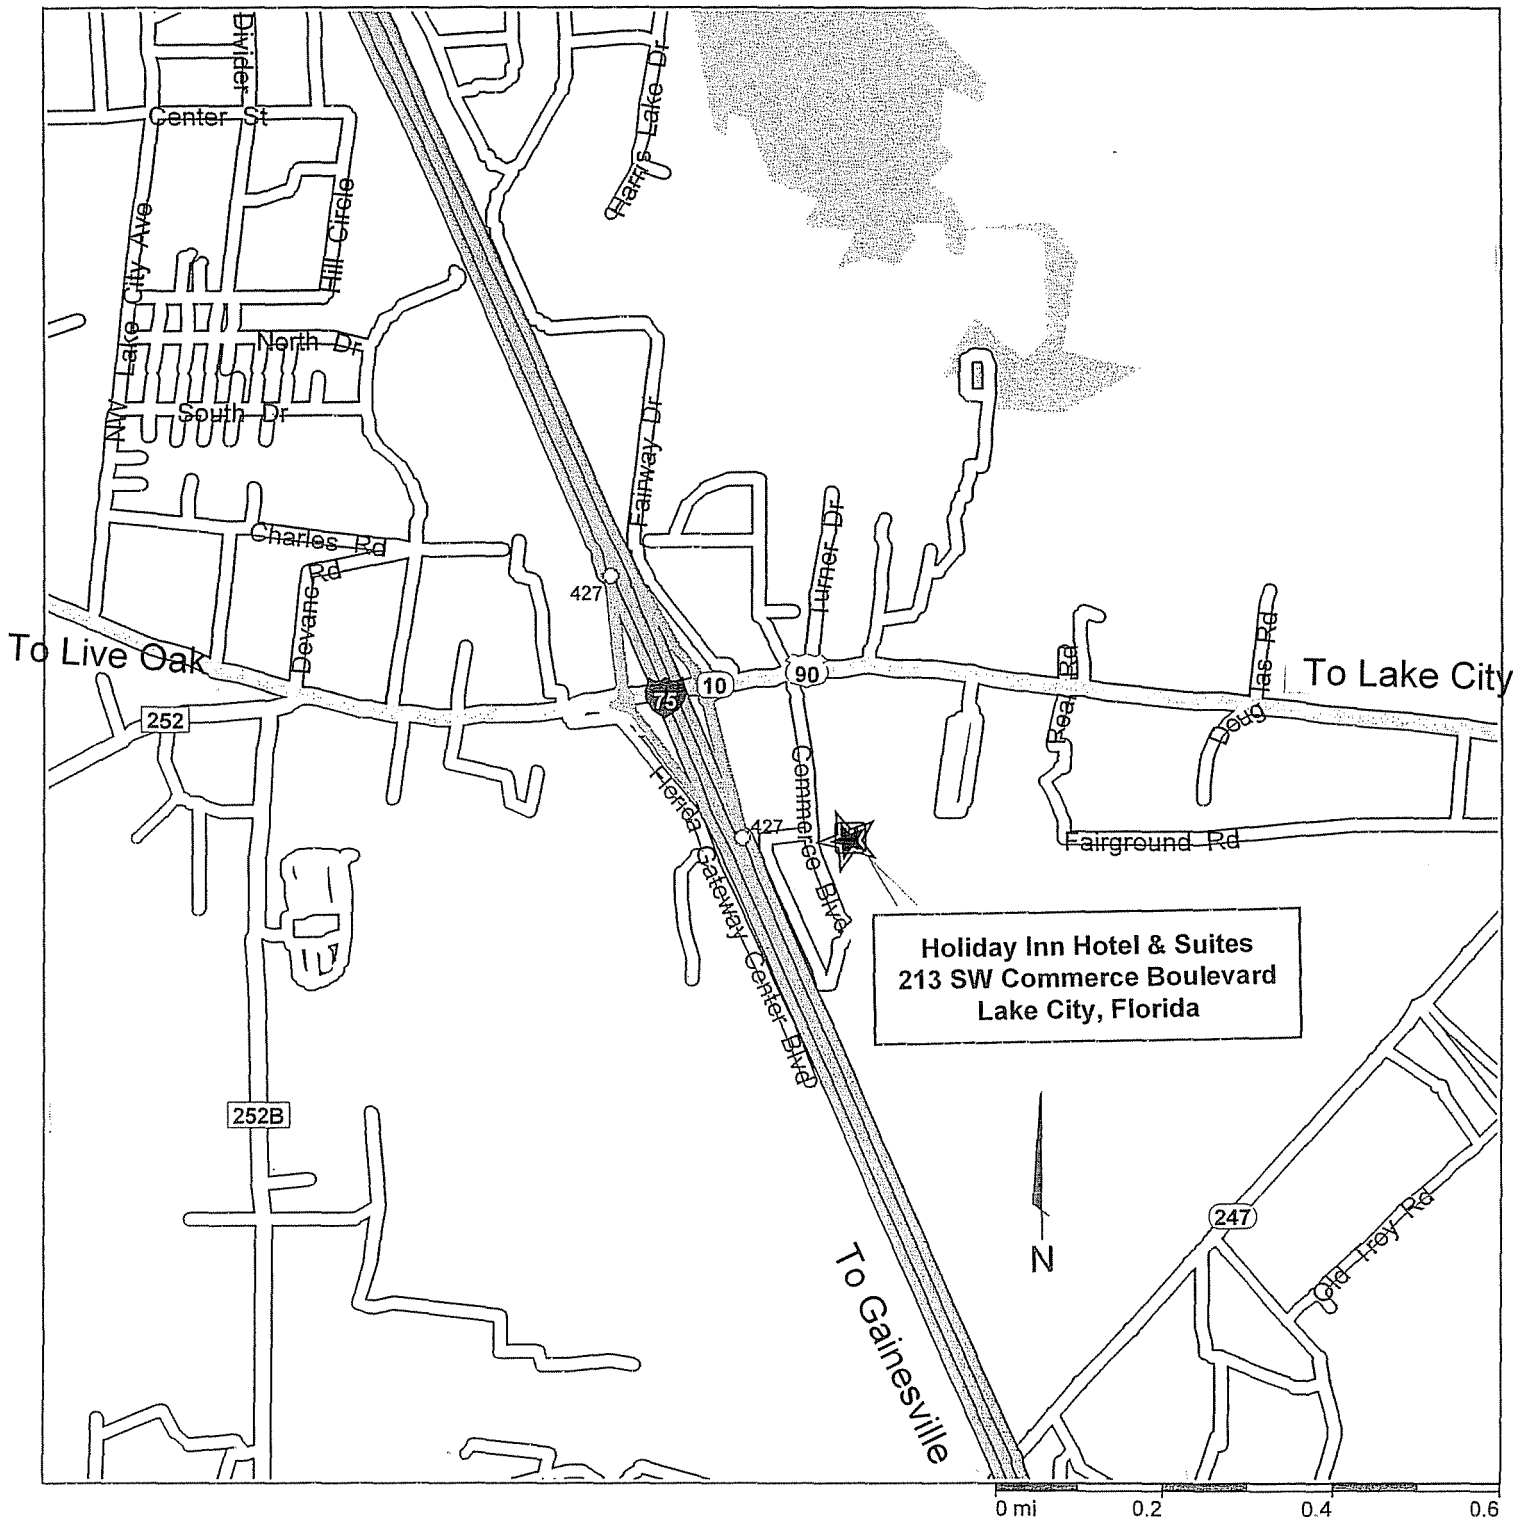 Divider
Center St
Harris Lake Dr
Hill Circle
NW Lake City Ave
North Dr
South Dr
Fairway Dr
Turner Dr
Charles Rd
Devane Rd
427
To Live Oak
252
75
10
90
Real Rd
Douglas Rd
To Lake City
Florida Gateway Center Blvd
427
Commerce Blvd
Fairground Rd
Holiday Inn Hotel & Suites
213 SW Commerce Boulevard
Lake City, Florida
252B
N
247
Old Troy Rd
To Gainesville
0 mi 0.2 0.4 0.6